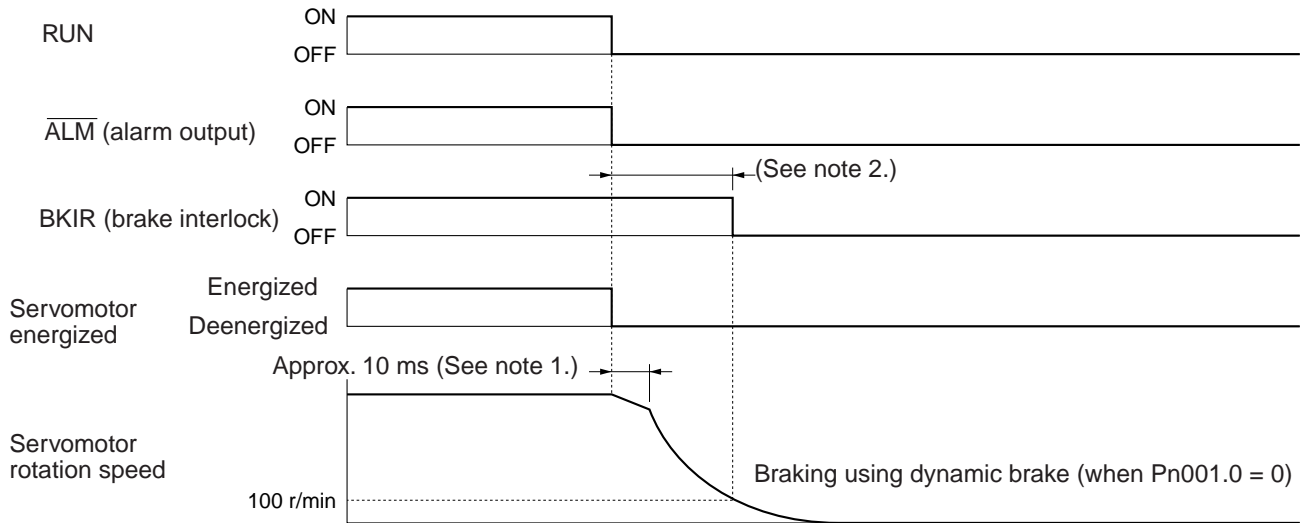 RUN
ON
OFF
ALM (alarm output)
ON
OFF
(See note 2.)
BKIR (brake interlock)
ON
OFF
Servomotor
energized
Energized
Deenergized
Approx. 10 ms (See note 1.)
Servomotor
rotation speed
Braking using dynamic brake (when Pn001.0 = 0)
100 r/min